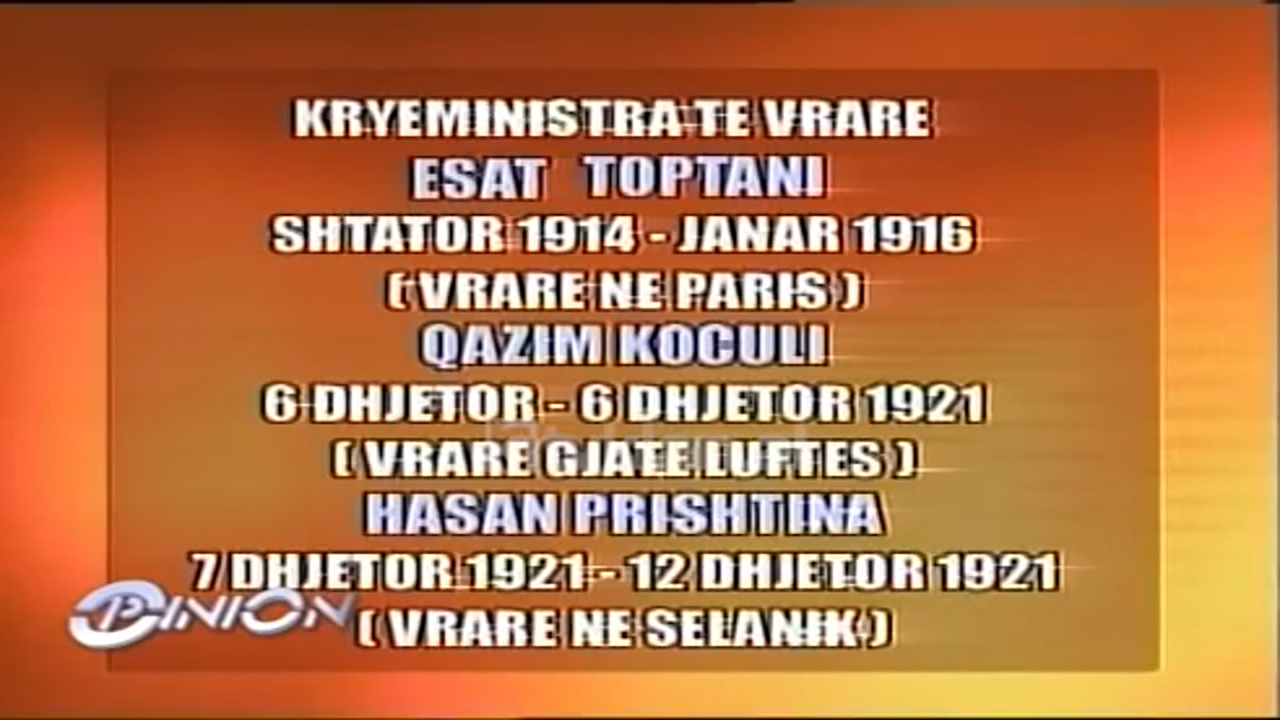 KRYEMINISTRA TE VRARE
ESAT TOPTANI
SHTATOR 1914 - JANAR 1916
( VRARE NE PARIS )
QAZIM KOCULI
6 DHJETOR - 6 DHJETOR 1921
( VRARE GJATE LUFTES )
HASAN PRISHTINA
7 DHJETOR 1921 - 12 DHJETOR 1921
( VRARE NE SELANIK )
OPINION